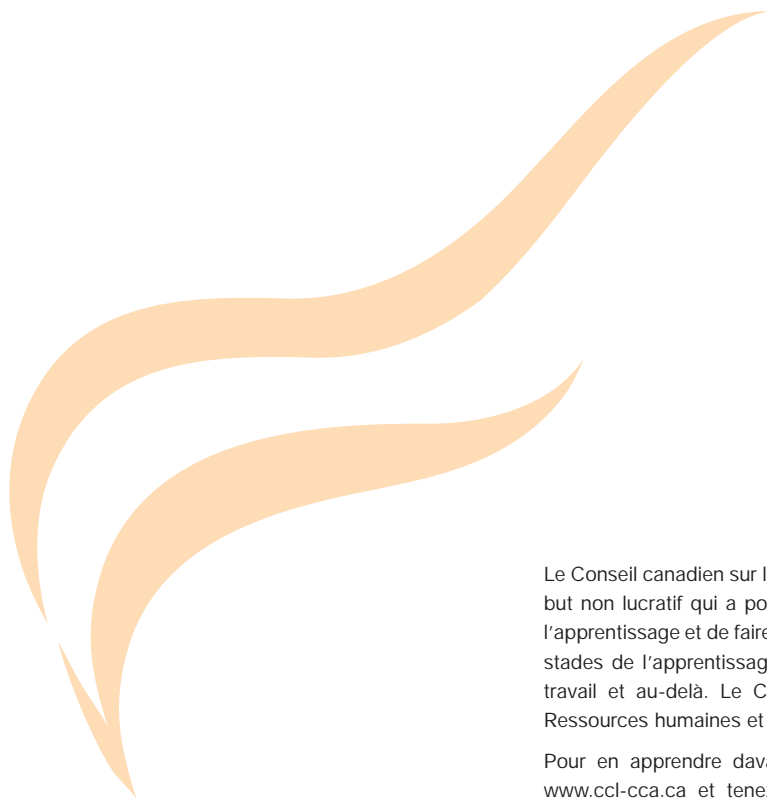 Le Conseil canadien sur l
but non lucratif qui a po
l'apprentissage et de faire
stades de l'apprentissag
travail et au-delà. Le C
Ressources humaines et
Pour en apprendre dava
www.ccl-cca.ca et tenez